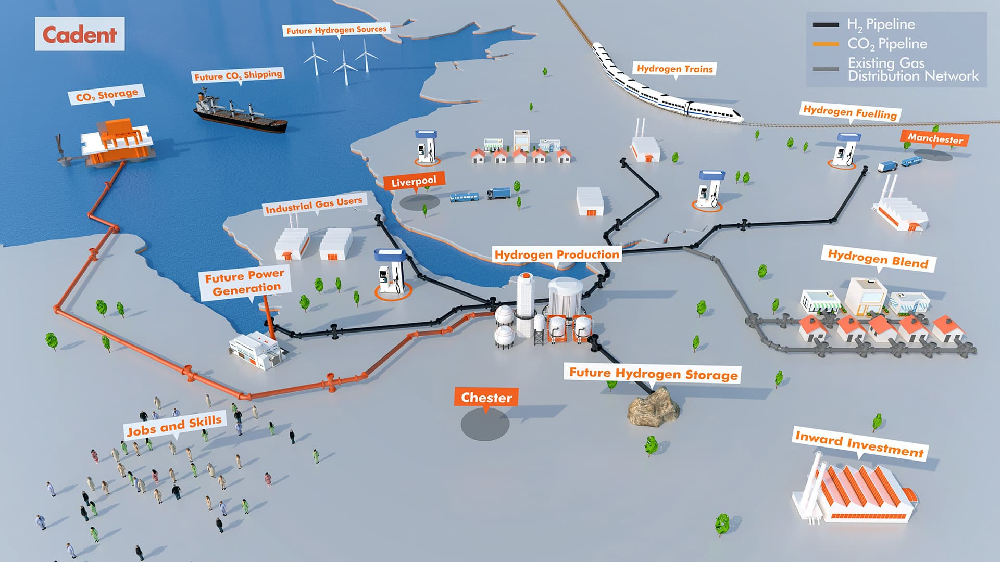 Cadent
Future Hydrogen Sources
H₂ Pipeline
CO₂ Pipeline
Existing Gas
Distribution Network
Hydrogen Trains
Future CO₂ Shipping
CO₂ Storage
Hydrogen Fuelling
Manchester
Liverpool
Industrial Gas Users
Hydrogen Production
Hydrogen Blend
Future Power
Generation
Future Hydrogen Storage
Chester
Jobs and Skills
Inward Investment